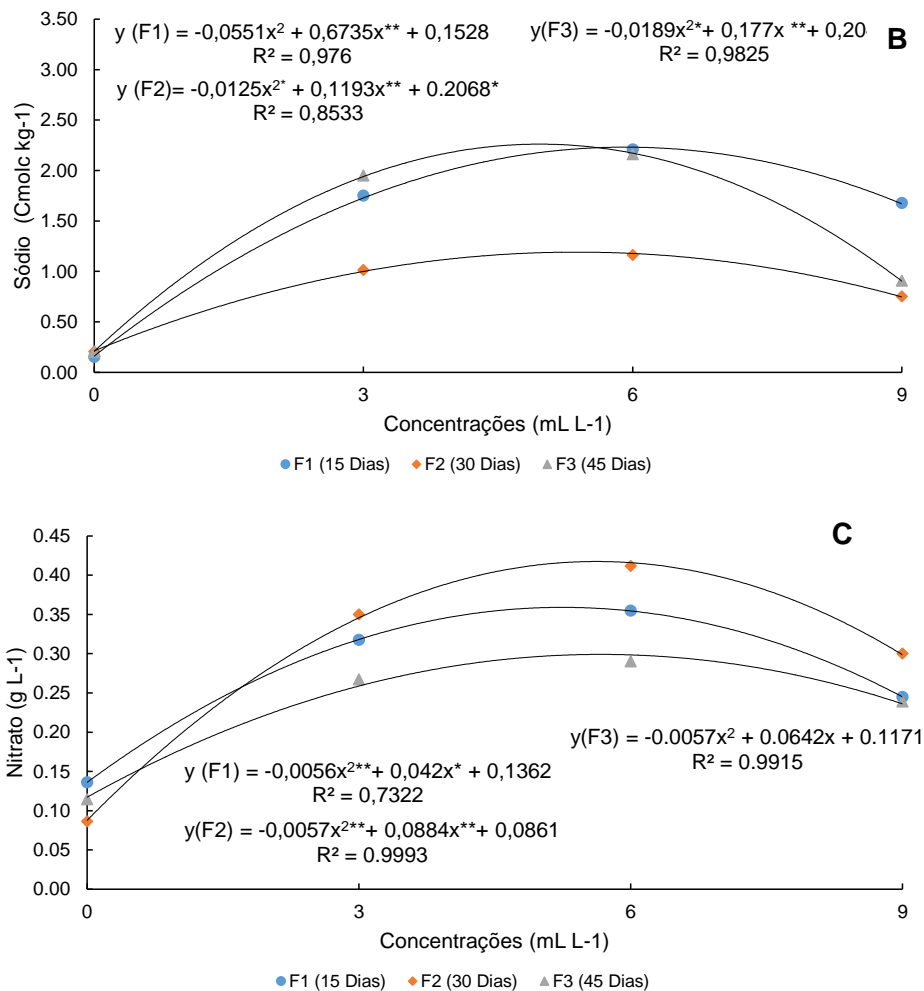 y (F1) = -0,0551x² + 0,6735x** + 0,1528
R² = 0,976
y(F3) = -0,0189x²*+ 0,177x **+ 0,20
R² = 0,9825
B
y (F2)= -0,0125x²* + 0,1193x** + 0.2068*
R² = 0,8533
3.50
3.00
2.50
2.00
1.50
1.00
0.50
0.00
Sódio (Cmolc kg-1)
0 3 6 9
Concentrações (mL L-1)
F1 (15 Dias) F2 (30 Dias) F3 (45 Dias)
C
0.45
0.40
0.35
0.30
0.25
0.20
0.15
0.10
0.05
0.00
Nitrato (g L-1)
y(F3) = -0.0057x² + 0.0642x + 0.1171
R² = 0.9915
y (F1) = -0,0056x²**+ 0,042x* + 0,1362
R² = 0,7322
y(F2) = -0,0057x²**+ 0,0884x**+ 0,0861
R² = 0.9993
0 3 6 9
Concentrações (mL L-1)
F1 (15 Dias) F2 (30 Dias) F3 (45 Dias)